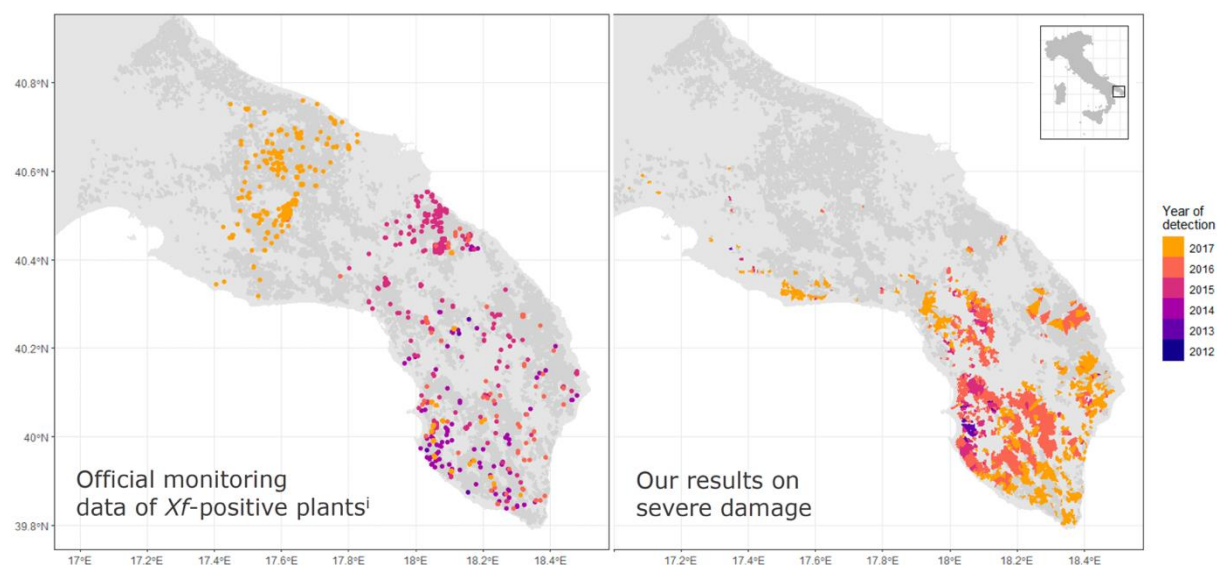 40.8°N
40.6°N
40.4°N
40.2°N
40°N
39.8°N
Official monitoring
data of Xf-positive plantsⁱ
17°E 17.2°E 17.4°E 17.6°E 17.8°E 18°E 18.2°E 18.4°E
Our results on
severe damage
17°E 17.2°E 17.4°E 17.6°E 17.8°E 18°E 18.2°E 18.4°E
Year of
detection
2017
2016
2015
2014
2013
2012